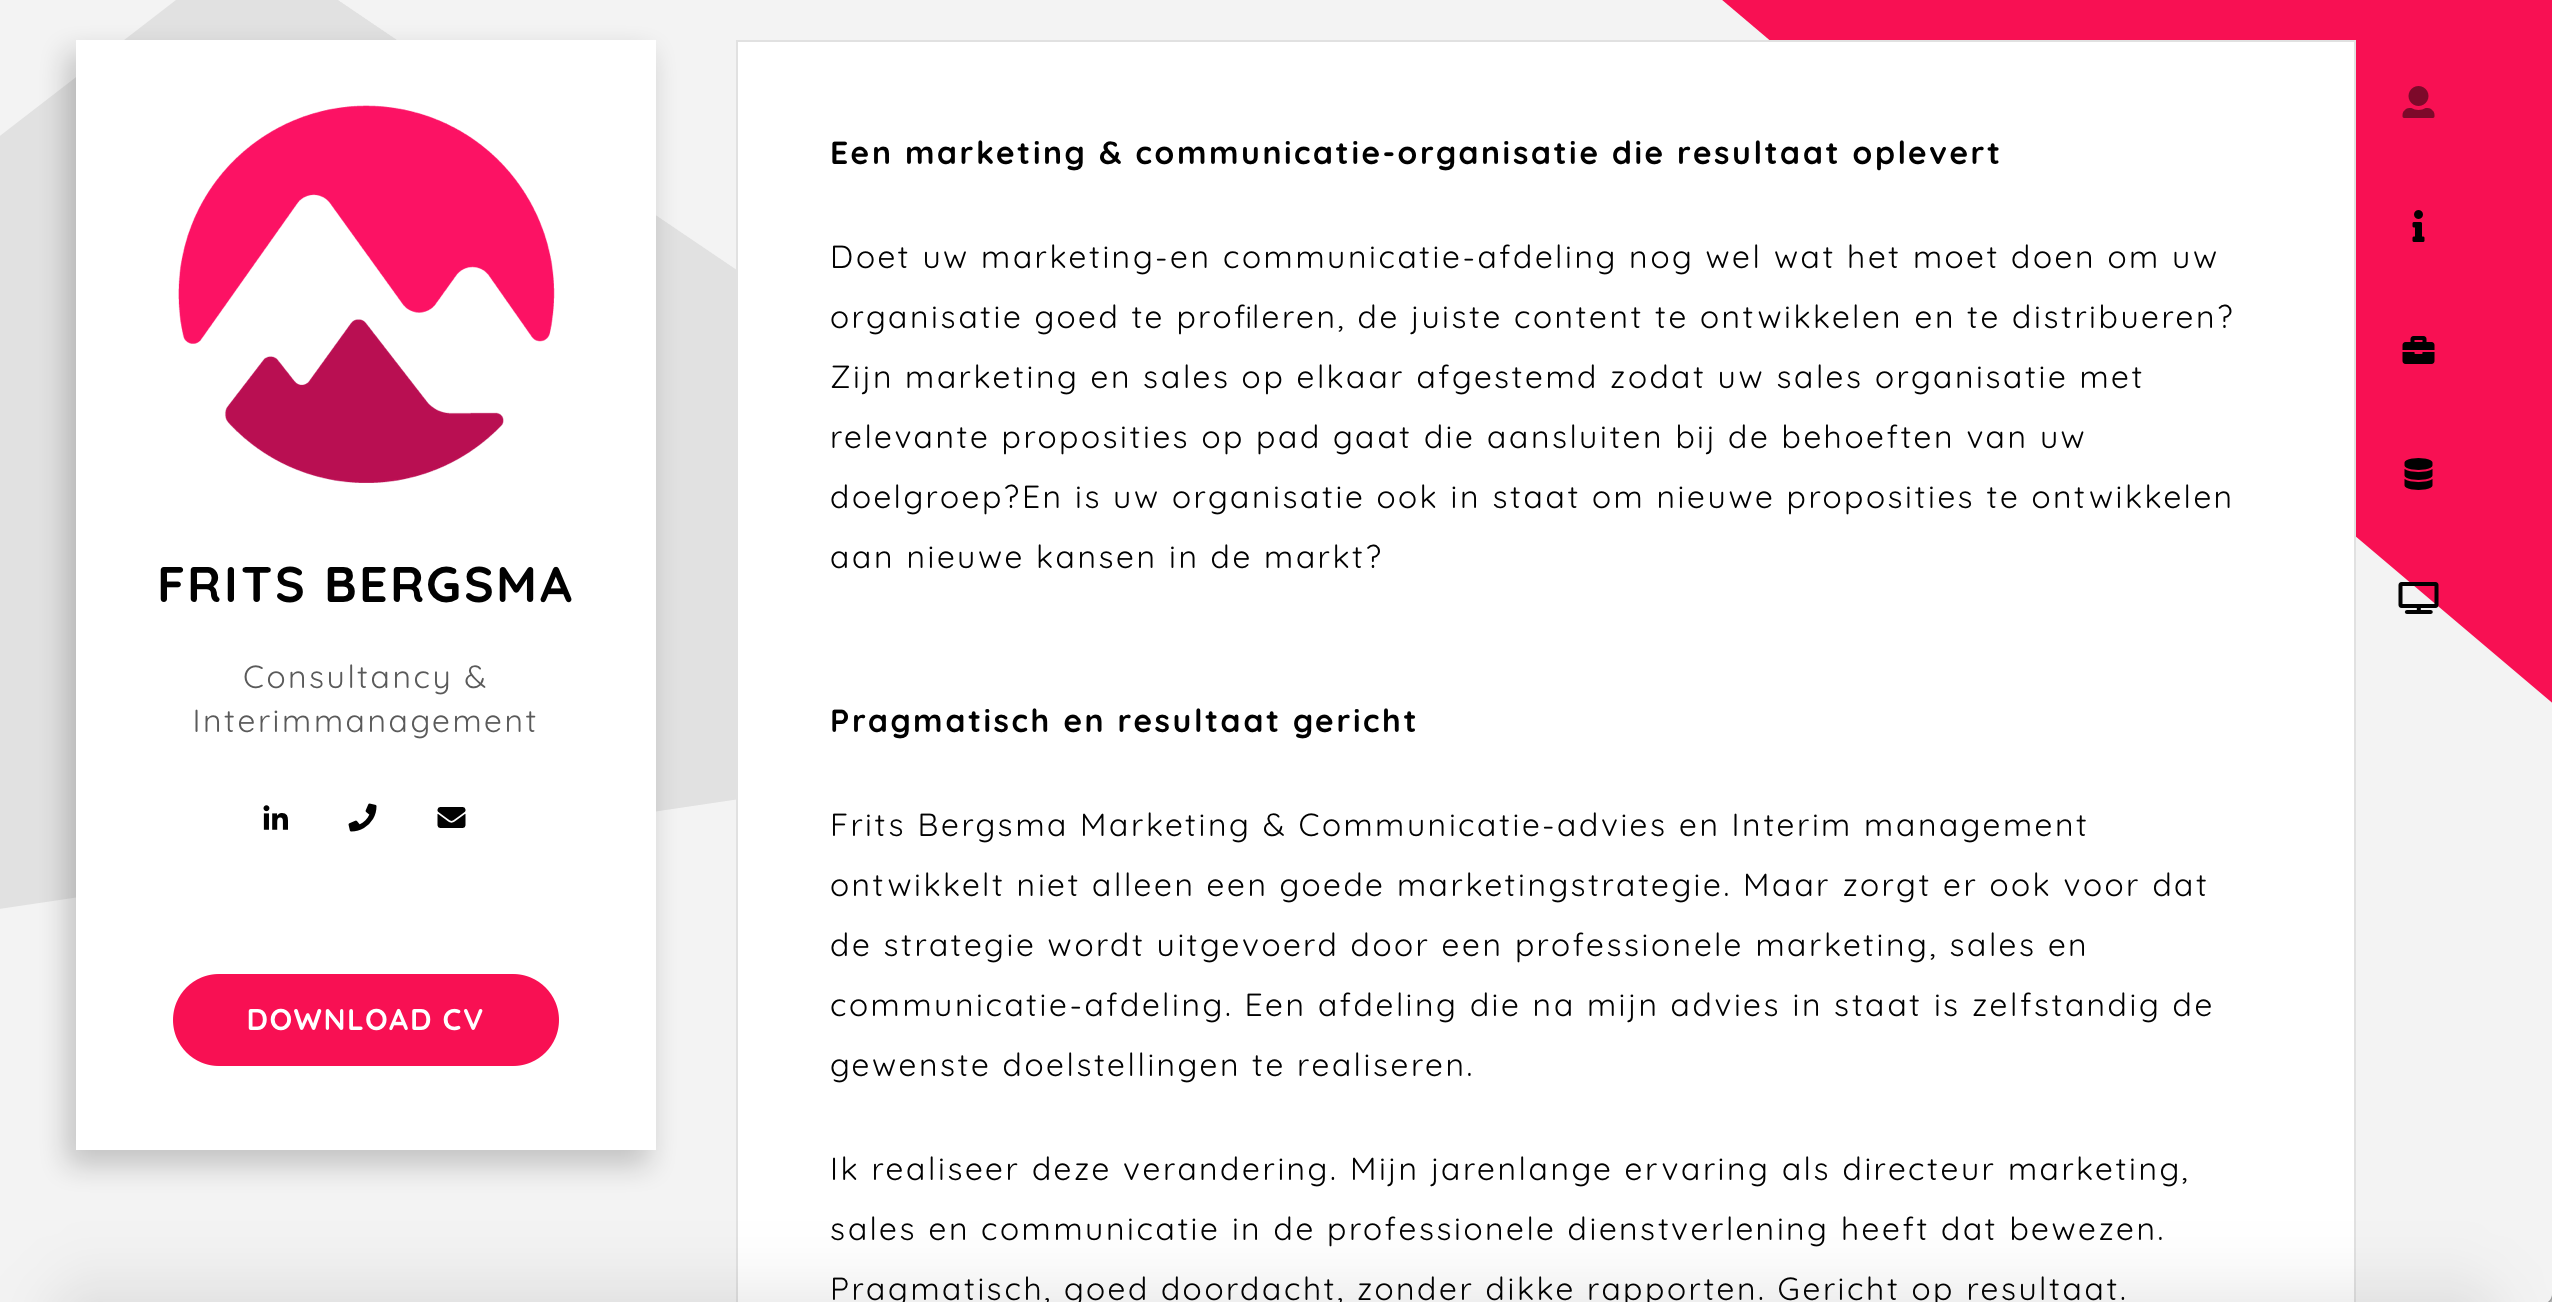 FRITS BERGSMA
Consultancy &
Interimmanagement
DOWNLOAD CV
Een marketing & communicatie-organisatie die resultaat oplevert
Doet uw marketing-en communicatie-afdeling nog wel wat het moet doen om uw
organisatie goed te profileren, de juiste content te ontwikkelen en te distribueren?
Zijn marketing en sales op elkaar afgestemd zodat uw sales organisatie met
relevante proposities op pad gaat die aansluiten bij de behoeften van uw
doelgroep?En is uw organisatie ook in staat om nieuwe proposities te ontwikkelen
aan nieuwe kansen in de markt?
Pragmatisch en resultaat gericht
Frits Bergsma Marketing & Communicatie-advies en Interim management
ontwikkelt niet alleen een goede marketingstrategie. Maar zorgt er ook voor dat
de strategie wordt uitgevoerd door een professionele marketing, sales en
communicatie-afdeling. Een afdeling die na mijn advies in staat is zelfstandig de
gewenste doelstellingen te realiseren.
Ik realiseer deze verandering. Mijn jarenlange ervaring als directeur marketing,
sales en communicatie in de professionele dienstverlening heeft dat bewezen.
Pragmatisch, goed doordacht, zonder dikke rapporten. Gericht op resultaat.